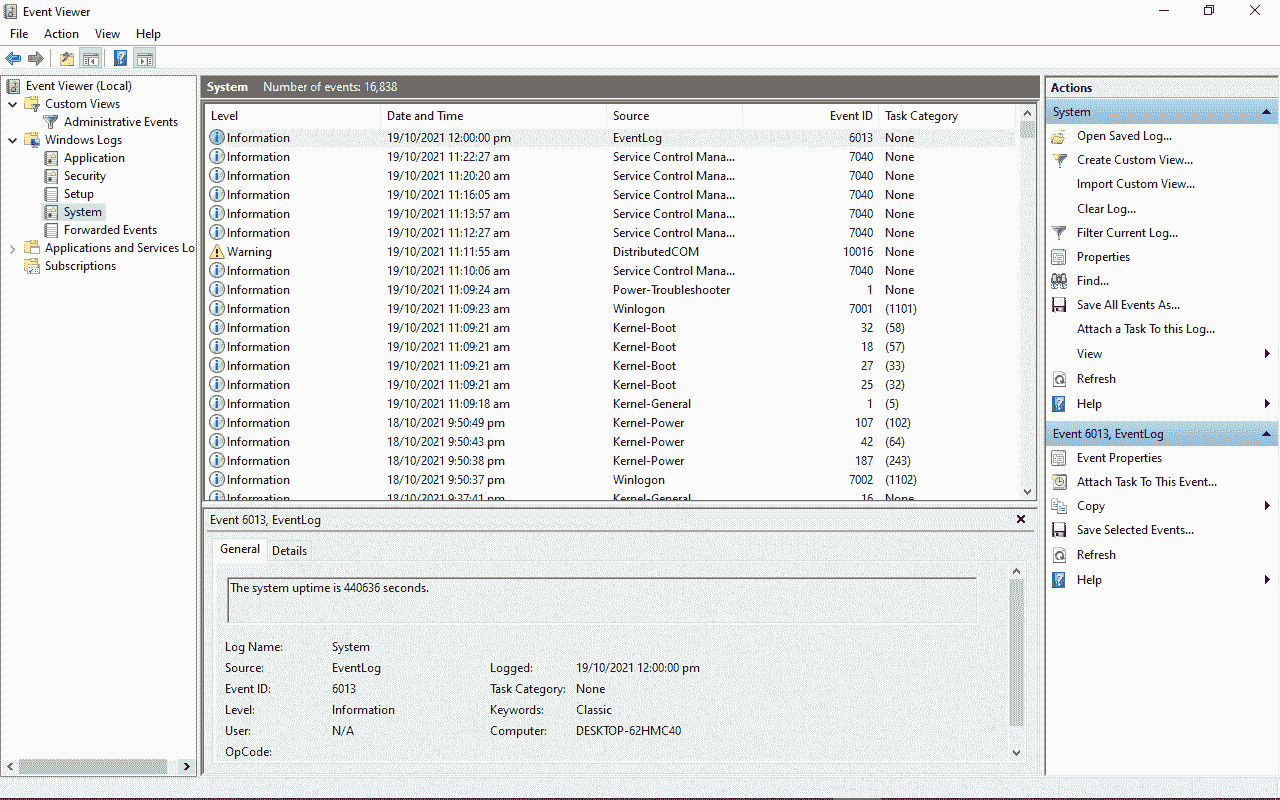 Event Viewer
File Action View Help
Event Viewer (Local)
Custom Views
Administrative Events
Windows Logs
Application
Security
Setup
System
Forwarded Events
Applications and Services Lo
Subscriptions
System Number of events: 16,838
Level Date and Time Source Event ID Task Category
Information 19/10/2021 12:00:00 pm EventLog 6013 None
Information 19/10/2021 11:22:27 am Service Control Mana... 7040 None
Information 19/10/2021 11:20:20 am Service Control Mana... 7040 None
Information 19/10/2021 11:16:05 am Service Control Mana... 7040 None
Information 19/10/2021 11:13:57 am Service Control Mana... 7040 None
Information 19/10/2021 11:12:27 am Service Control Mana... 7040 None
Warning 19/10/2021 11:11:55 am DistributedCOM 10016 None
Information 19/10/2021 11:10:06 am Service Control Mana... 7040 None
Information 19/10/2021 11:09:24 am Power-Troubleshooter 1 None
Information 19/10/2021 11:09:23 am Winlogon 7001 (1101)
Information 19/10/2021 11:09:21 am Kernel-Boot 32 (58)
Information 19/10/2021 11:09:21 am Kernel-Boot 18 (57)
Information 19/10/2021 11:09:21 am Kernel-Boot 27 (33)
Information 19/10/2021 11:09:21 am Kernel-Boot 25 (32)
Information 19/10/2021 11:09:18 am Kernel-General 1 (5)
Information 18/10/2021 9:50:49 pm Kernel-Power 107 (102)
Information 18/10/2021 9:50:43 pm Kernel-Power 42 (64)
Information 18/10/2021 9:50:38 pm Kernel-Power 187 (243)
Information 18/10/2021 9:50:37 pm Winlogon 7002 (1102)
Information 18/10/2021 9:37:41 pm Kernel-General 16 None
Event 6013, EventLog
General Details
The system uptime is 440636 seconds.
Log Name: System
Source: EventLog Logged: 19/10/2021 12:00:00 pm
Event ID: 6013 Task Category: None
Level: Information Keywords: Classic
User: N/A Computer: DESKTOP-62HMC40
OpCode:
Actions
System
Open Saved Log...
Create Custom View...
Import Custom View...
Clear Log...
Filter Current Log...
Properties
Find...
Save All Events As...
Attach a Task To this Log...
View
Refresh
Help
Event 6013, EventLog
Event Properties
Attach Task To This Event...
Copy
Save Selected Events...
Refresh
Help